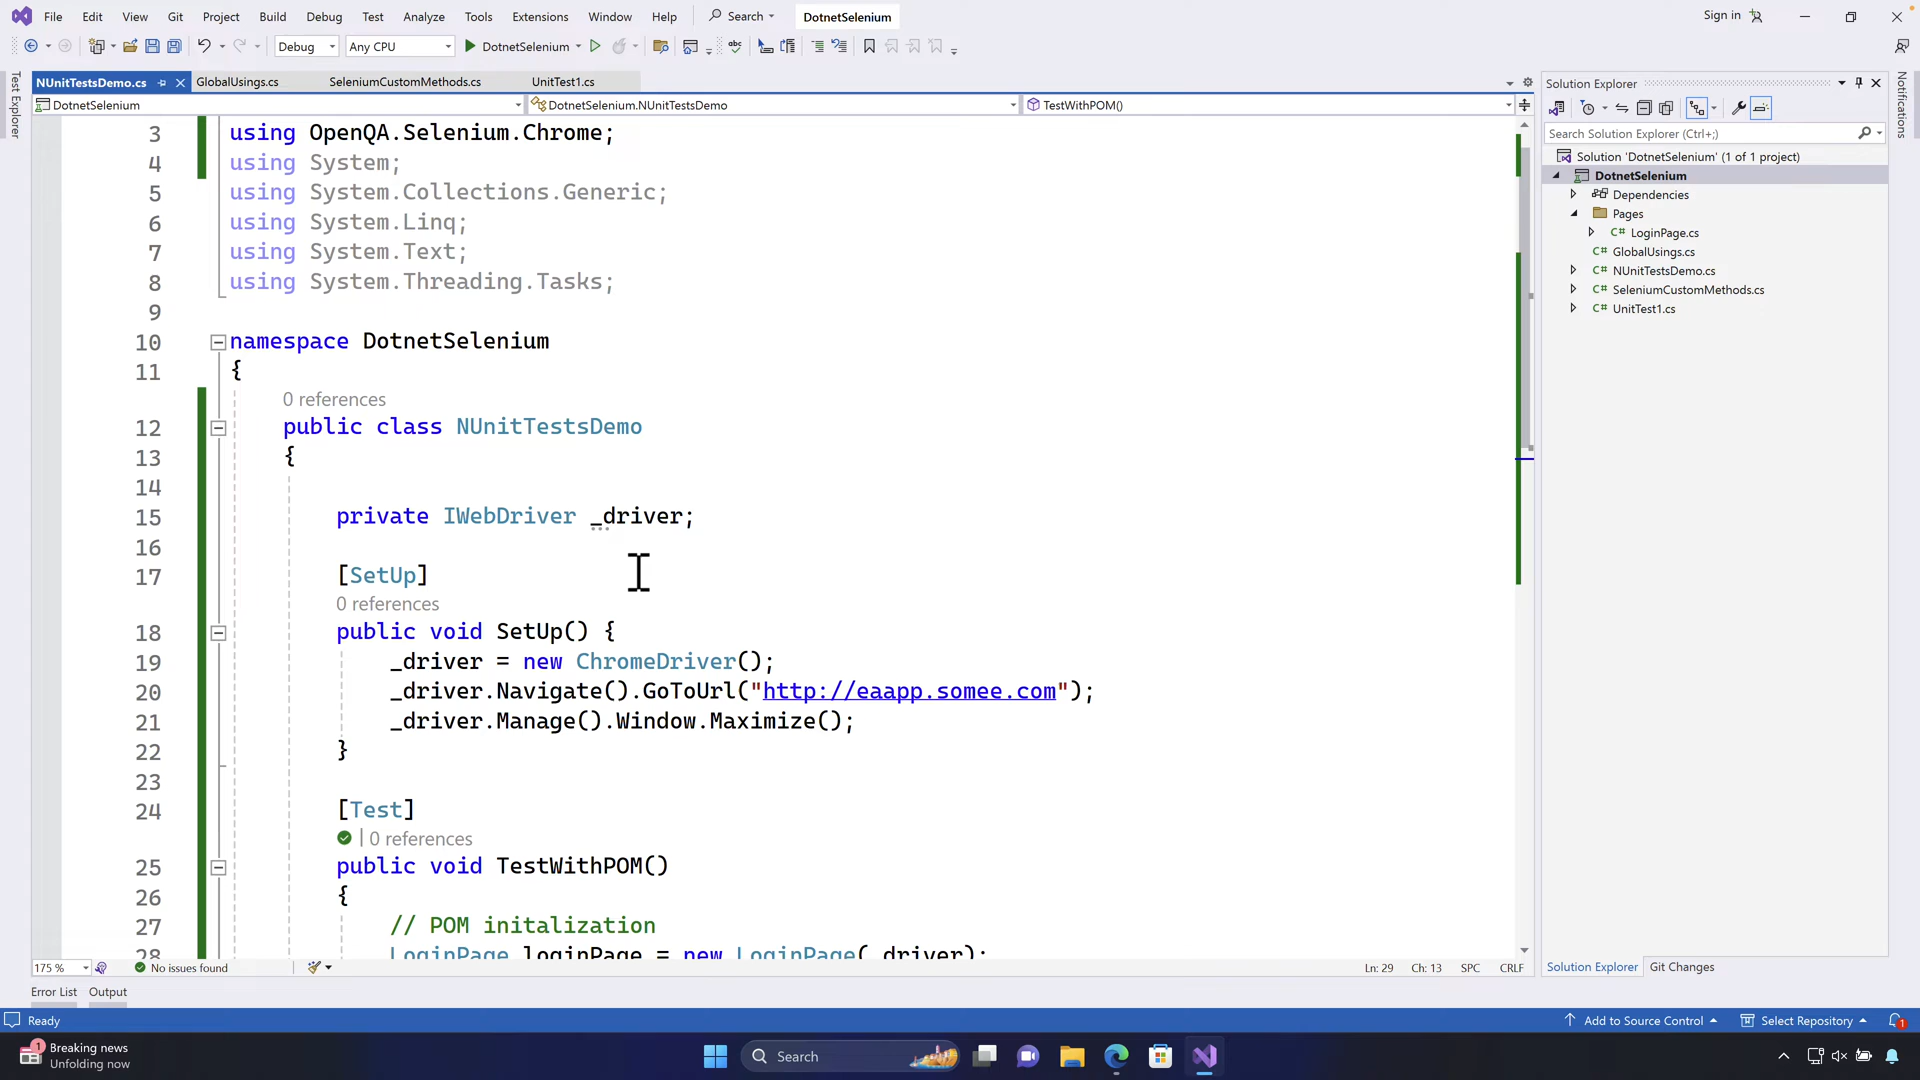 File Edit View Git Project Build Debug Test Analyze Tools Extensions Window Help Search DotnetSelenium Sign in
Debug Any CPU DotnetSelenium
NUnitTestsDemo.cs GlobalUsings.cs SeleniumCustomMethods.cs UnitTest1.cs
DotnetSelenium DotnetSelenium.NUnitTestsDemo TestWithPOM()
Test Explorer
3 using OpenQA.Selenium.Chrome;
4 using System;
5 using System.Collections.Generic;
6 using System.Linq;
7 using System.Text;
8 using System.Threading.Tasks;
9
10 namespace DotnetSelenium
11 {
0 references
12 public class NUnitTestsDemo
13 {
14
15 private IWebDriver _driver;
16
17 [SetUp]
0 references
18 public void SetUp() {
19 _driver = new ChromeDriver();
20 _driver.Navigate().GoToUrl("http://eaapp.somee.com");
21 _driver.Manage().Window.Maximize();
22 }
23
24 [Test]
| 0 references
25 public void TestWithPOM()
26 {
27 // POM initalization
28 LoginPage loginPage = new LoginPage(_driver);
175 % No issues found Ln: 29 Ch: 13 SPC CRLF
Solution Explorer
Search Solution Explorer (Ctrl+;)
Solution 'DotnetSelenium' (1 of 1 project)
DotnetSelenium
Dependencies
Pages
C# LoginPage.cs
C# GlobalUsings.cs
C# NUnitTestsDemo.cs
C# SeleniumCustomMethods.cs
C# UnitTest1.cs
Solution Explorer Git Changes
Notifications
Error List Output
Ready Add to Source Control Select Repository 1
1 Breaking news
Unfolding now
Search